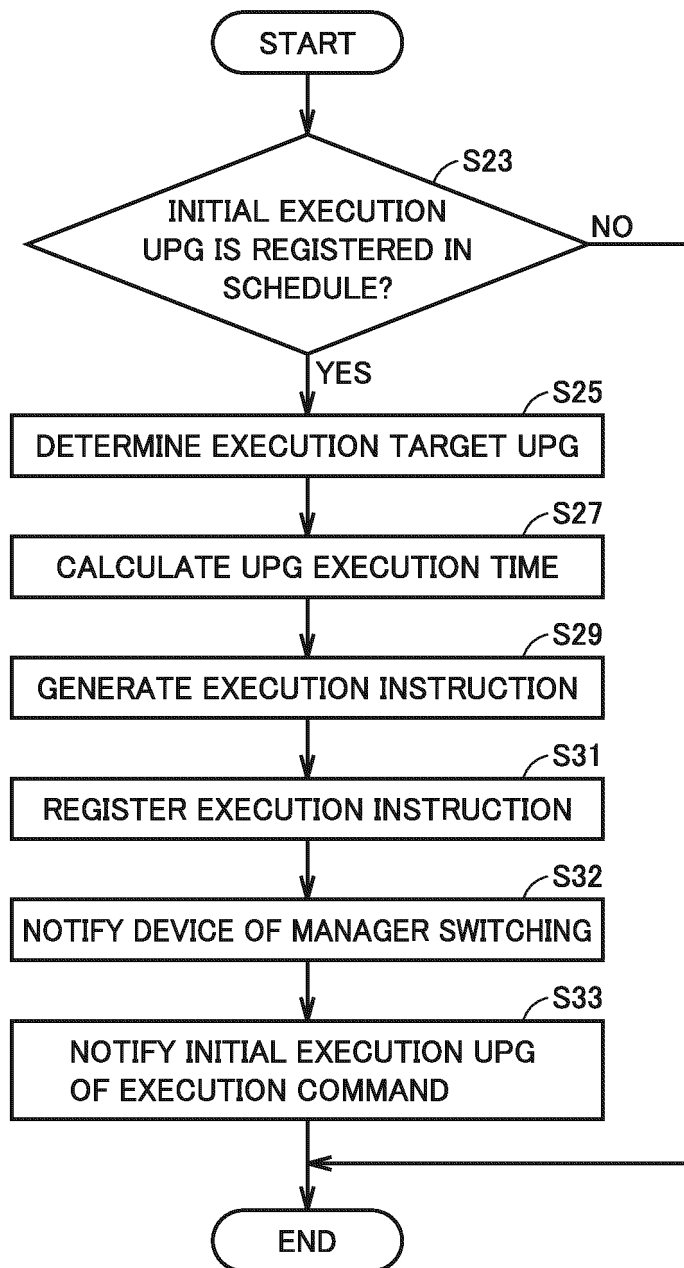 START
S23
INITIAL EXECUTION
UPG IS REGISTERED IN
SCHEDULE?
NO
YES
S25
DETERMINE EXECUTION TARGET UPG
S27
CALCULATE UPG EXECUTION TIME
S29
GENERATE EXECUTION INSTRUCTION
S31
REGISTER EXECUTION INSTRUCTION
S32
NOTIFY DEVICE OF MANAGER SWITCHING
S33
NOTIFY INITIAL EXECUTION UPG
OF EXECUTION COMMAND
END